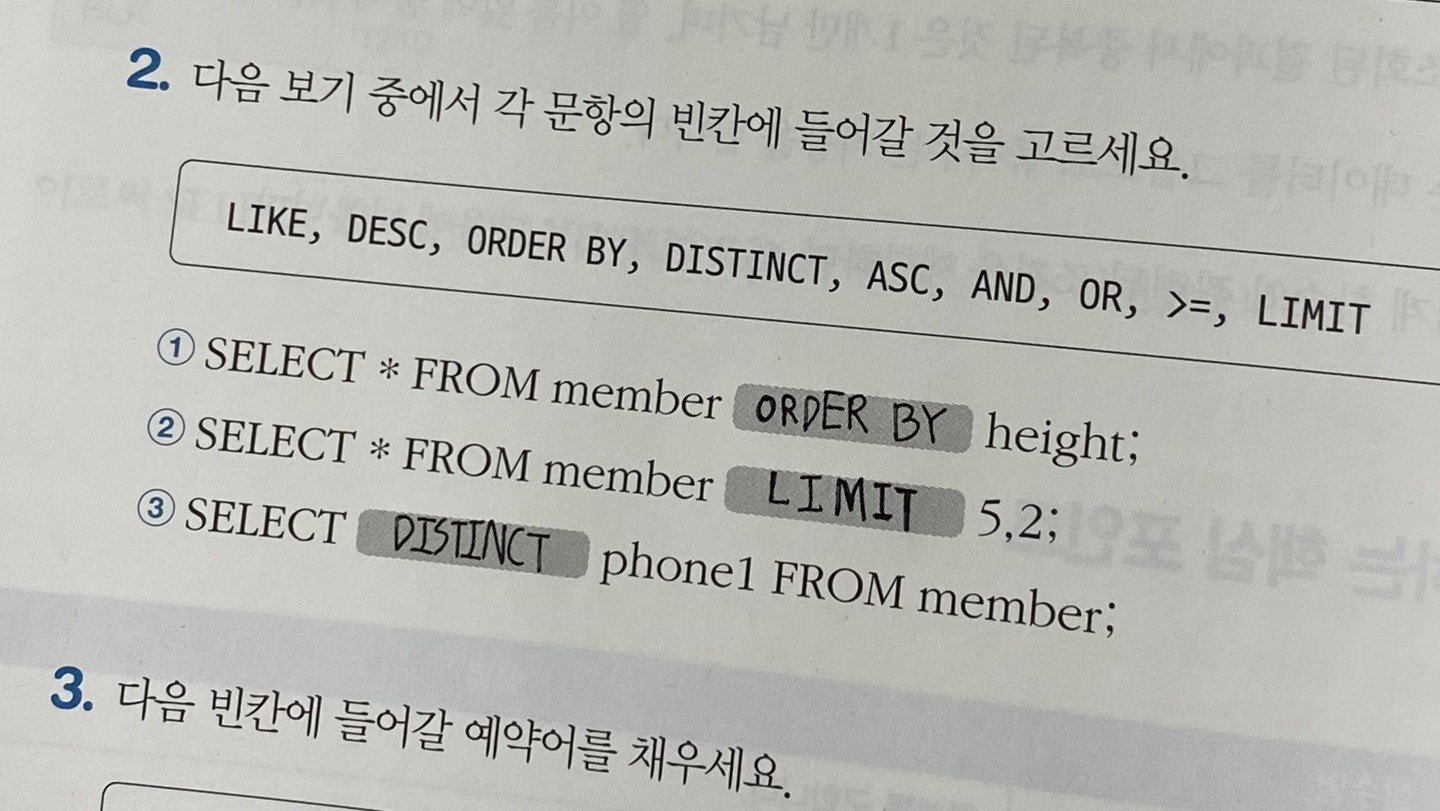 2. 다음 보기 중에서 각 문항의 빈칸에 들어갈 것을 고르세요.
LIKE, DESC, ORDER BY, DISTINCT, ASC, AND, OR, >=, LIMIT
① SELECT * FROM member ORDER BY height;
② SELECT * FROM member LIMIT 5,2;
③ SELECT DISTINCT phone1 FROM member;
3. 다음 빈칸에 들어갈 예약어를 채우세요.